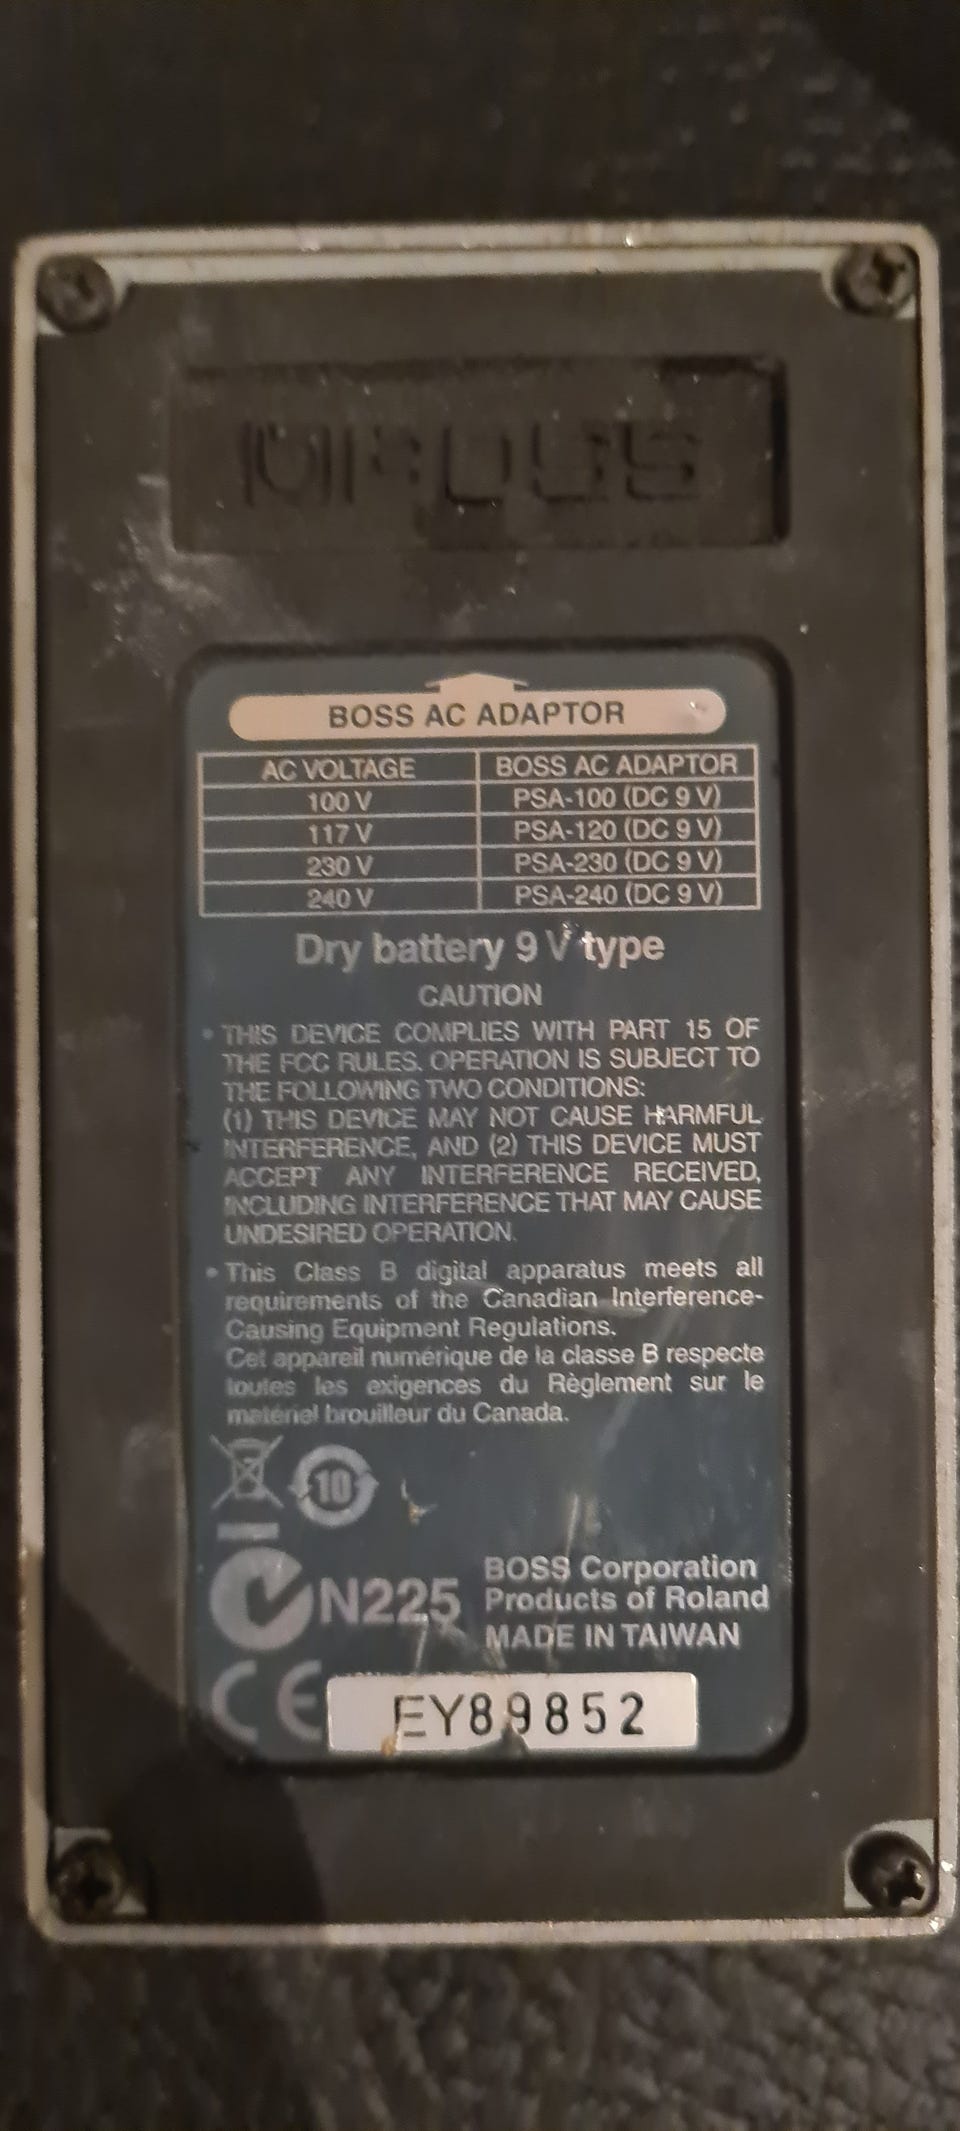 BOSS
BOSS AC ADAPTOR
AC VOLTAGE BOSS AC ADAPTOR
100 V PSA-100 (DC 9 V)
117 V PSA-120 (DC 9 V)
230 V PSA-230 (DC 9 V)
240 V PSA-240 (DC 9 V)
Dry battery 9 V type
CAUTION
• THIS DEVICE COMPLIES WITH PART 15 OF
THE FCC RULES. OPERATION IS SUBJECT TO
THE FOLLOWING TWO CONDITIONS:
(1) THIS DEVICE MAY NOT CAUSE HARMFUL
INTERFERENCE, AND (2) THIS DEVICE MUST
ACCEPT ANY INTERFERENCE RECEIVED,
INCLUDING INTERFERENCE THAT MAY CAUSE
UNDESIRED OPERATION.
• This Class B digital apparatus meets all
requirements of the Canadian Interference-
Causing Equipment Regulations.
Cet appareil numérique de la classe B respecte
toutes les exigences du Règlement sur le
matériel brouilleur du Canada.
10
N225
BOSS Corporation
Products of Roland
MADE IN TAIWAN
CE
EY89852